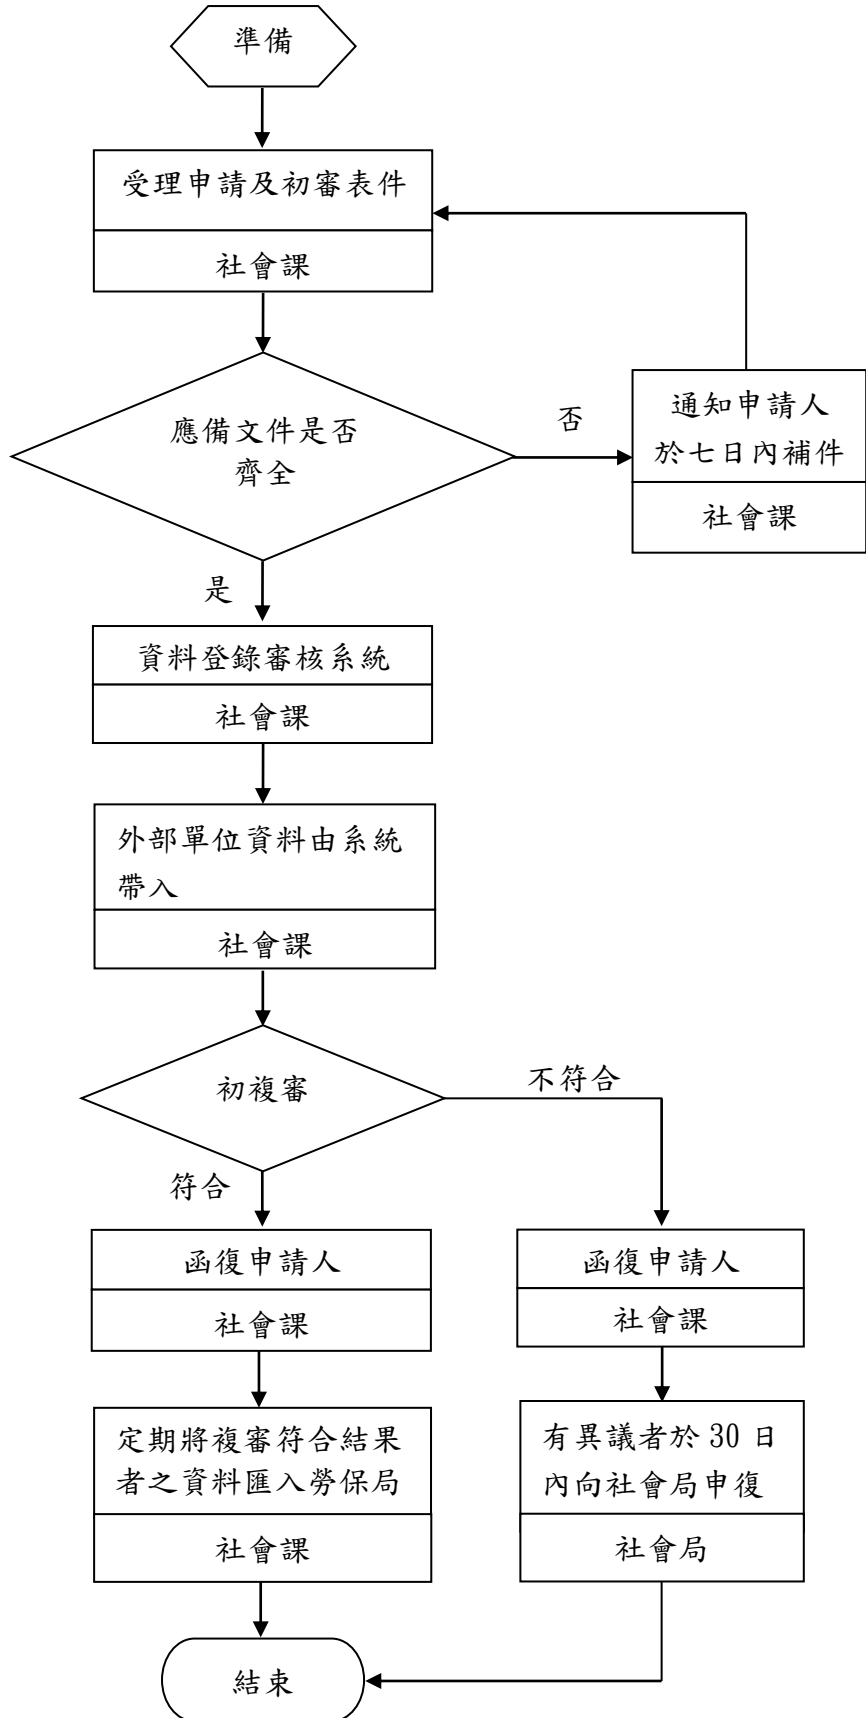 準備
受理申請及初審表件
社會課
應備文件是否
齊全
否
通知申請人
於七日內補件
社會課
是
資料登錄審核系統
社會課
外部單位資料由系統
帶入
社會課
初複審
不符合
符合
函復申請人
社會課
函復申請人
社會課
定期將複審符合結果
者之資料匯入勞保局
社會課
有異議者於 30 日
內向社會局申復
社會局
結束